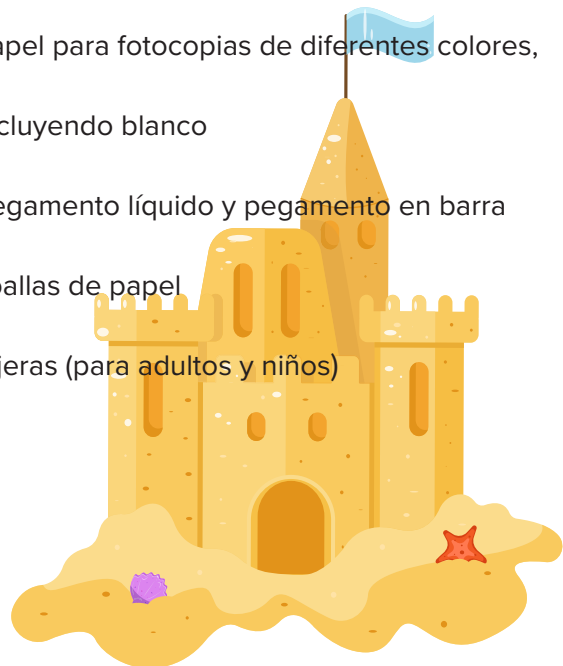 apel para fotocopias de diferentes colores,
cluyendo blanco
egamento líquido y pegamento en barra
allas de papel
jeras (para adultos y niños)